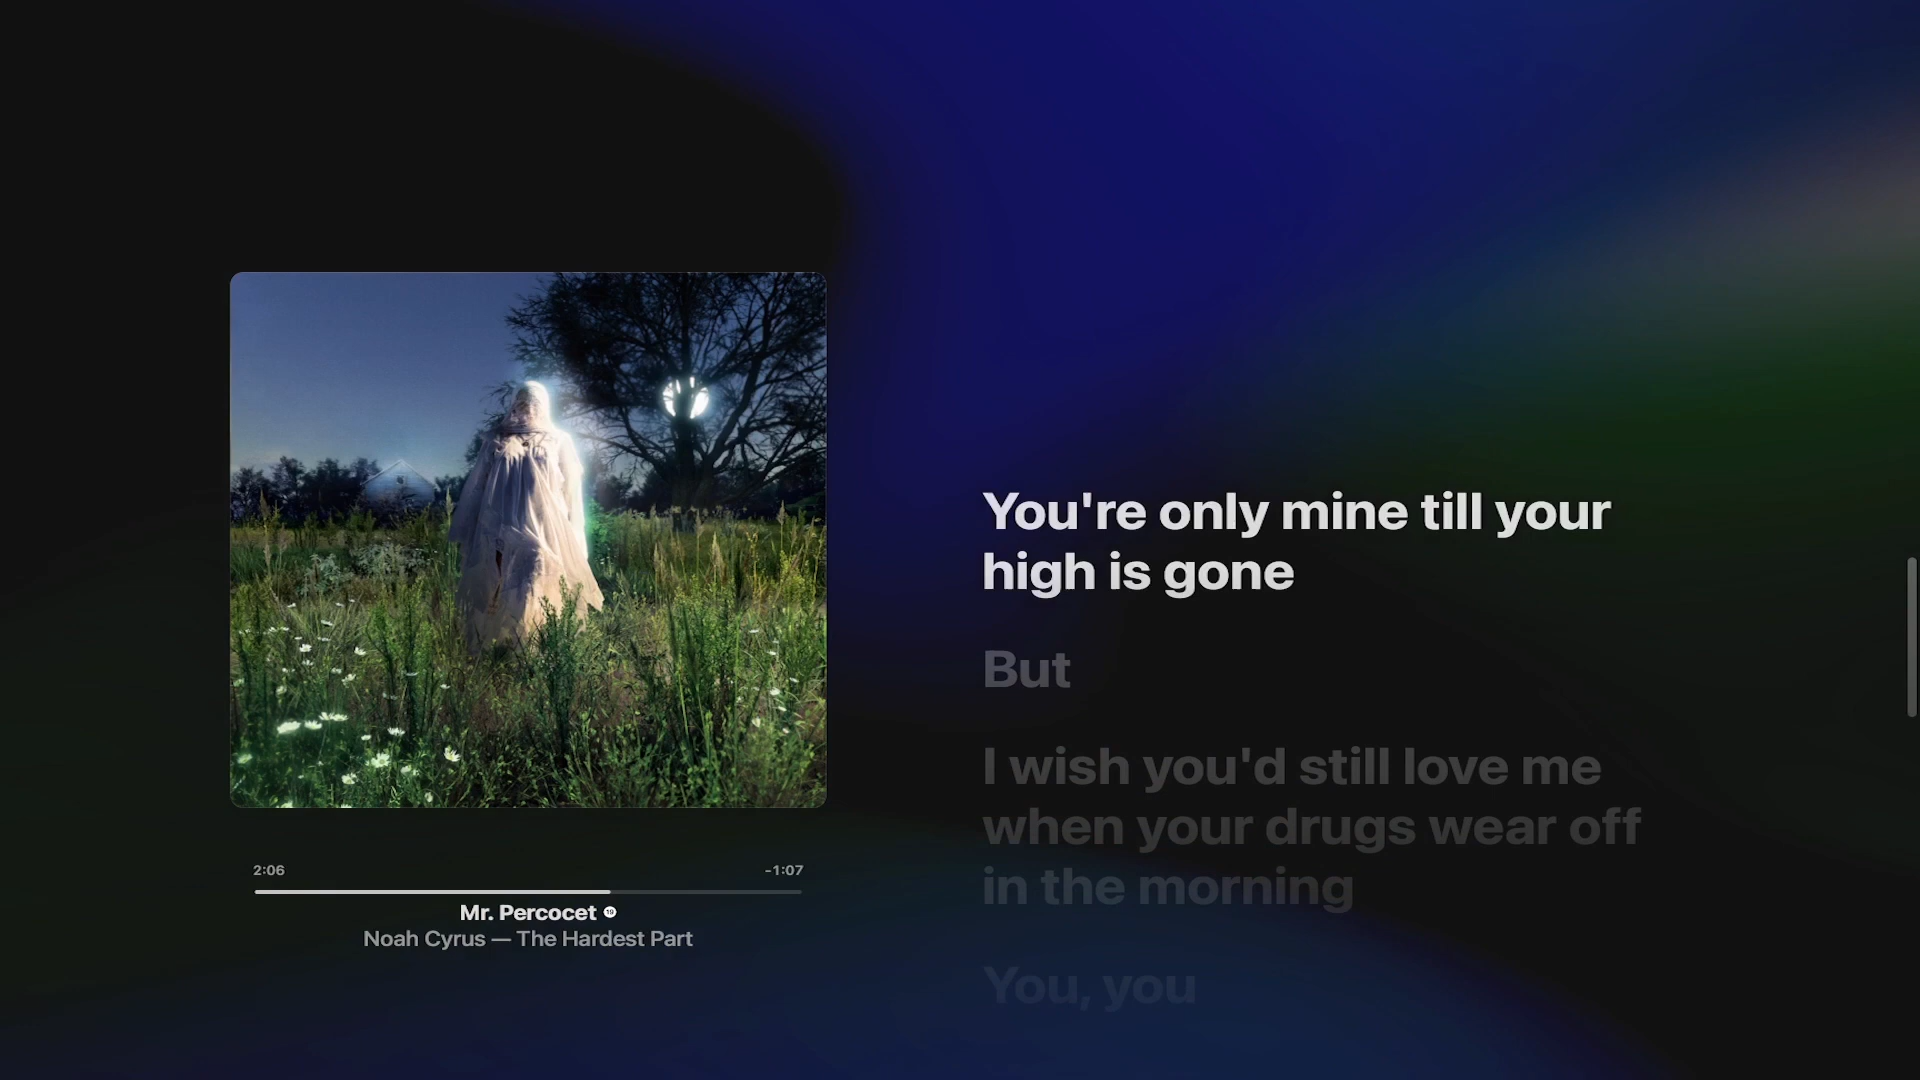 2:06
-1:07
Mr. Percocet 19
Noah Cyrus — The Hardest Part
You're only mine till your
high is gone
But
I wish you'd still love me
when your drugs wear off
in the morning
You, you